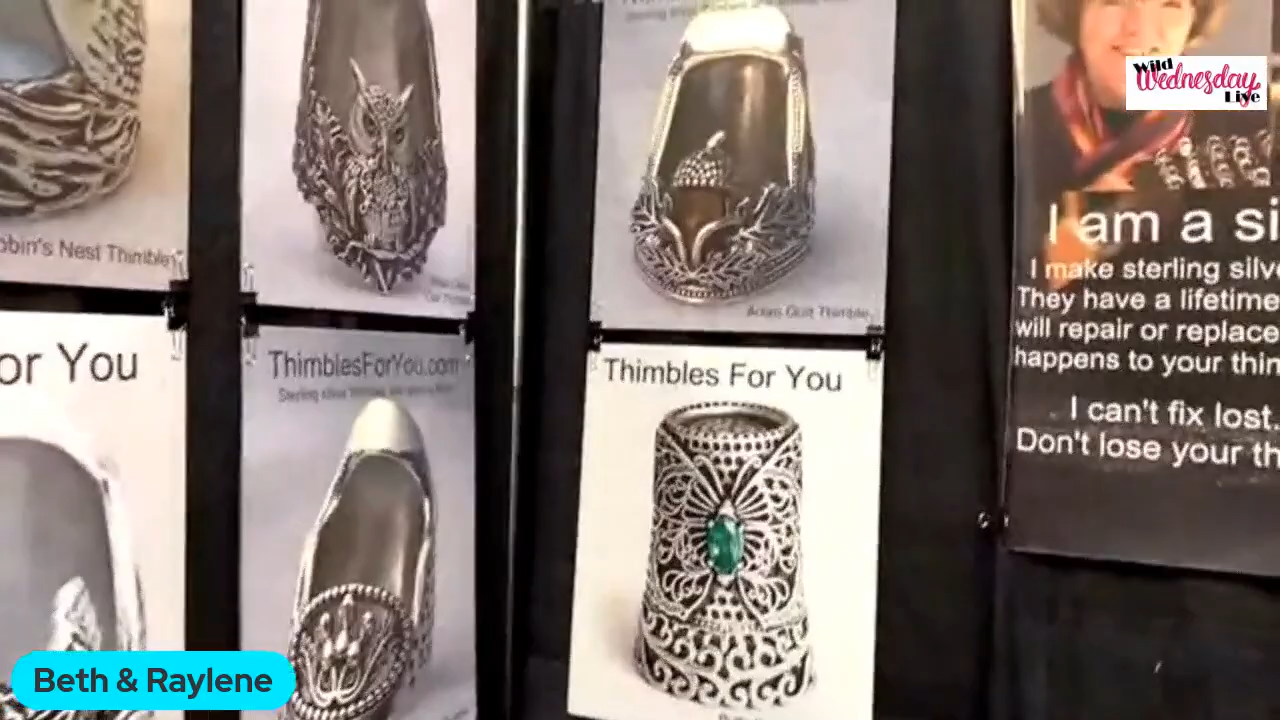 Wild
Wednesday
Live
obin's Nest Thimble
Acorn Quilt Thimble
or You
ThimblesForYou.com
Thimbles For You
I am a si
I make sterling silve
They have a lifetime
will repair or replace
happens to your thim
I can't fix lost.
Don't lose your th
Beth & Raylene